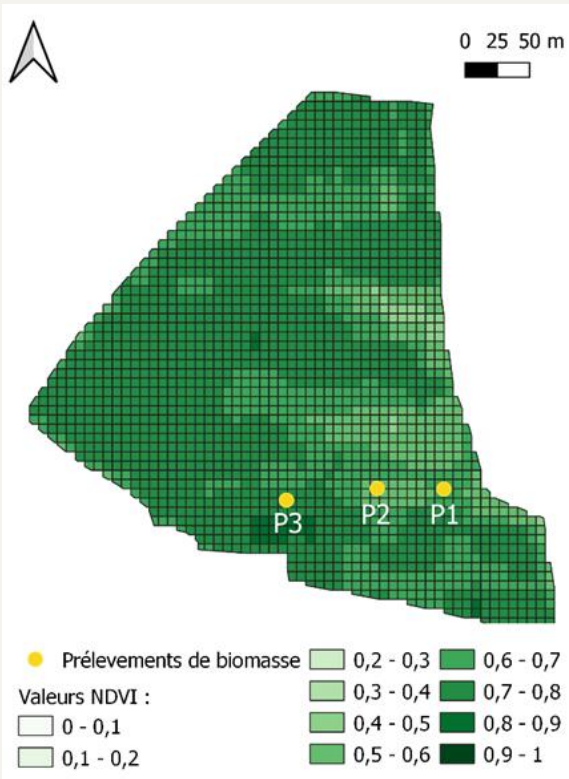 0 25 50 m
P3 P2 P1
Prélevements de biomasse
Valeurs NDVI :
0 - 0,1
0,1 - 0,2
0,2 - 0,3
0,3 - 0,4
0,4 - 0,5
0,5 - 0,6
0,6 - 0,7
0,7 - 0,8
0,8 - 0,9
0,9 - 1